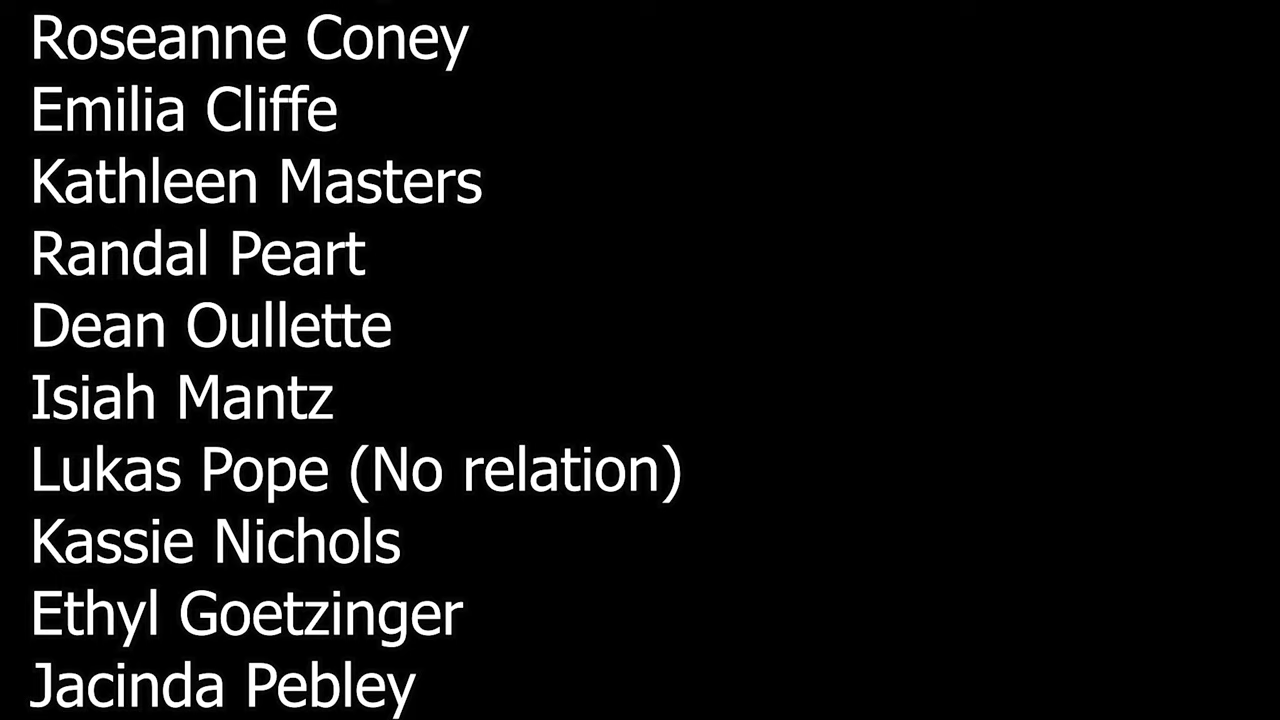 Roseanne Coney
Emilia Cliffe
Kathleen Masters
Randal Peart
Dean Oullette
Isiah Mantz
Lukas Pope (No relation)
Kassie Nichols
Ethyl Goetzinger
Jacinda Pebley